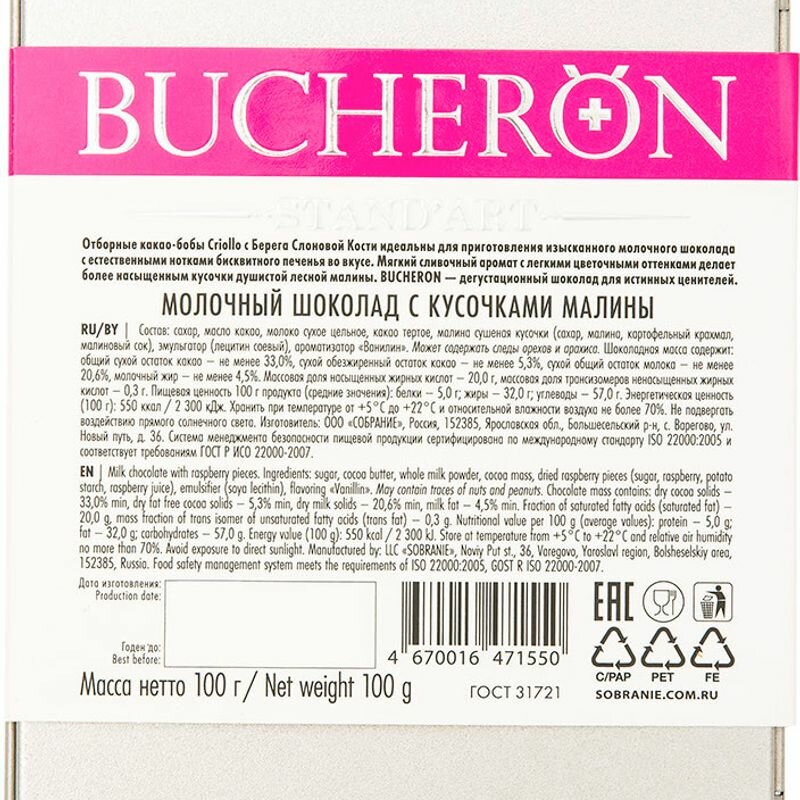 BUCHERÖN
STAND'ART
Отборные какао-бобы Criollo с Берега Слоновой Кости идеальны для приготовления изысканного молочного шоколада
с естественными нотками бисквитного печенья во вкусе. Мягкий сливочный аромат с легкими цветочными оттенками делает
более насыщенным кусочки душистой лесной малины. BUCHERON — дегустационный шоколад для истинных ценителей.
МОЛОЧНЫЙ ШОКОЛАД С КУСОЧКАМИ МАЛИНЫ
RU/BY | Состав: сахар, масло какао, молоко сухое цельное, какао тертое, малина сушеная кусочки (сахар, малина, картофельный крахмал,
малиновый сок), эмульгатор (лецитин соевый), ароматизатор «Ванилин». Может содержать следы орехов и арахиса. Шоколадная масса содержит:
общий сухой остаток какао — не менее 33,0%, сухой обезжиренный остаток какао — не менее 5,3%, сухой общий остаток молока — не менее
20,6%, молочный жир — не менее 4,5%. Массовая доля насыщенных жирных кислот — 20,0 г, массовая доля трансизомеров ненасыщенных жирных
кислот — 0,3 г. Пищевая ценность 100 г продукта (средние значения): белки — 5,0 г; жиры — 32,0 г; углеводы — 57,0 г. Энергетическая ценность
(100 г): 550 ккал / 2 300 кДж. Хранить при температуре от +5°С до +22°С и относительной влажности воздуха не более 70%. Не подвергать
воздействию прямого солнечного света. Изготовитель: ООО «СОБРАНИЕ», Россия, 152385, Ярославская обл., Большесельский р-н, с. Варегово, ул.
Новый путь, д. 36. Система менеджмента безопасности пищевой продукции сертифицировано по международному стандарту ISO 22000:2005 и
соответствует требованиям ГОСТ Р ИСО 22000-2007.
EN | Milk chocolate with raspberry pieces. Ingredients: sugar, cocoa butter, whole milk powder, cocoa mass, dried raspberry pieces (sugar, raspberry, potato
starch, raspberry juice), emulsifier (soya lecithin), flavoring «Vanillin». May contain traces of nuts and peanuts. Chocolate mass contains: dry cocoa solids —
33,0% min, dry fat free cocoa solids — 5,3% min, dry milk solids — 20,6% min, milk fat — 4,5% min. Fraction of saturated fatty acids (saturated fat) —
20,0 g, mass fraction of trans isomer of unsaturated fatty acids (trans fat) — 0,3 g. Nutritional value per 100 g (average values): protein — 5,0 g;
fat — 32,0 g; carbohydrates — 57,0 g. Energy value (100 g): 550 kcal / 2 300 kJ. Store at temperature from +5°C to +22°C and relative air humidity
no more than 70%. Avoid exposure to direct sunlight. Manufactured by: LLC «SOBRANIE», Noviy Put st., 36, Varegovo, Yaroslavl region, Bolsheselskiy area,
152385, Russia. Food safety management system meets the requirements of ISO 22000:2005, GOST R ISO 22000-2007.
Дата изготовления:
Production date:
Годен до:
Best before:
4 670016 471550
EAC
C/PAP PET FE
Масса нетто 100 г/ Net weight 100 g
ГОСТ 31721
SOBRANIE.COM.RU